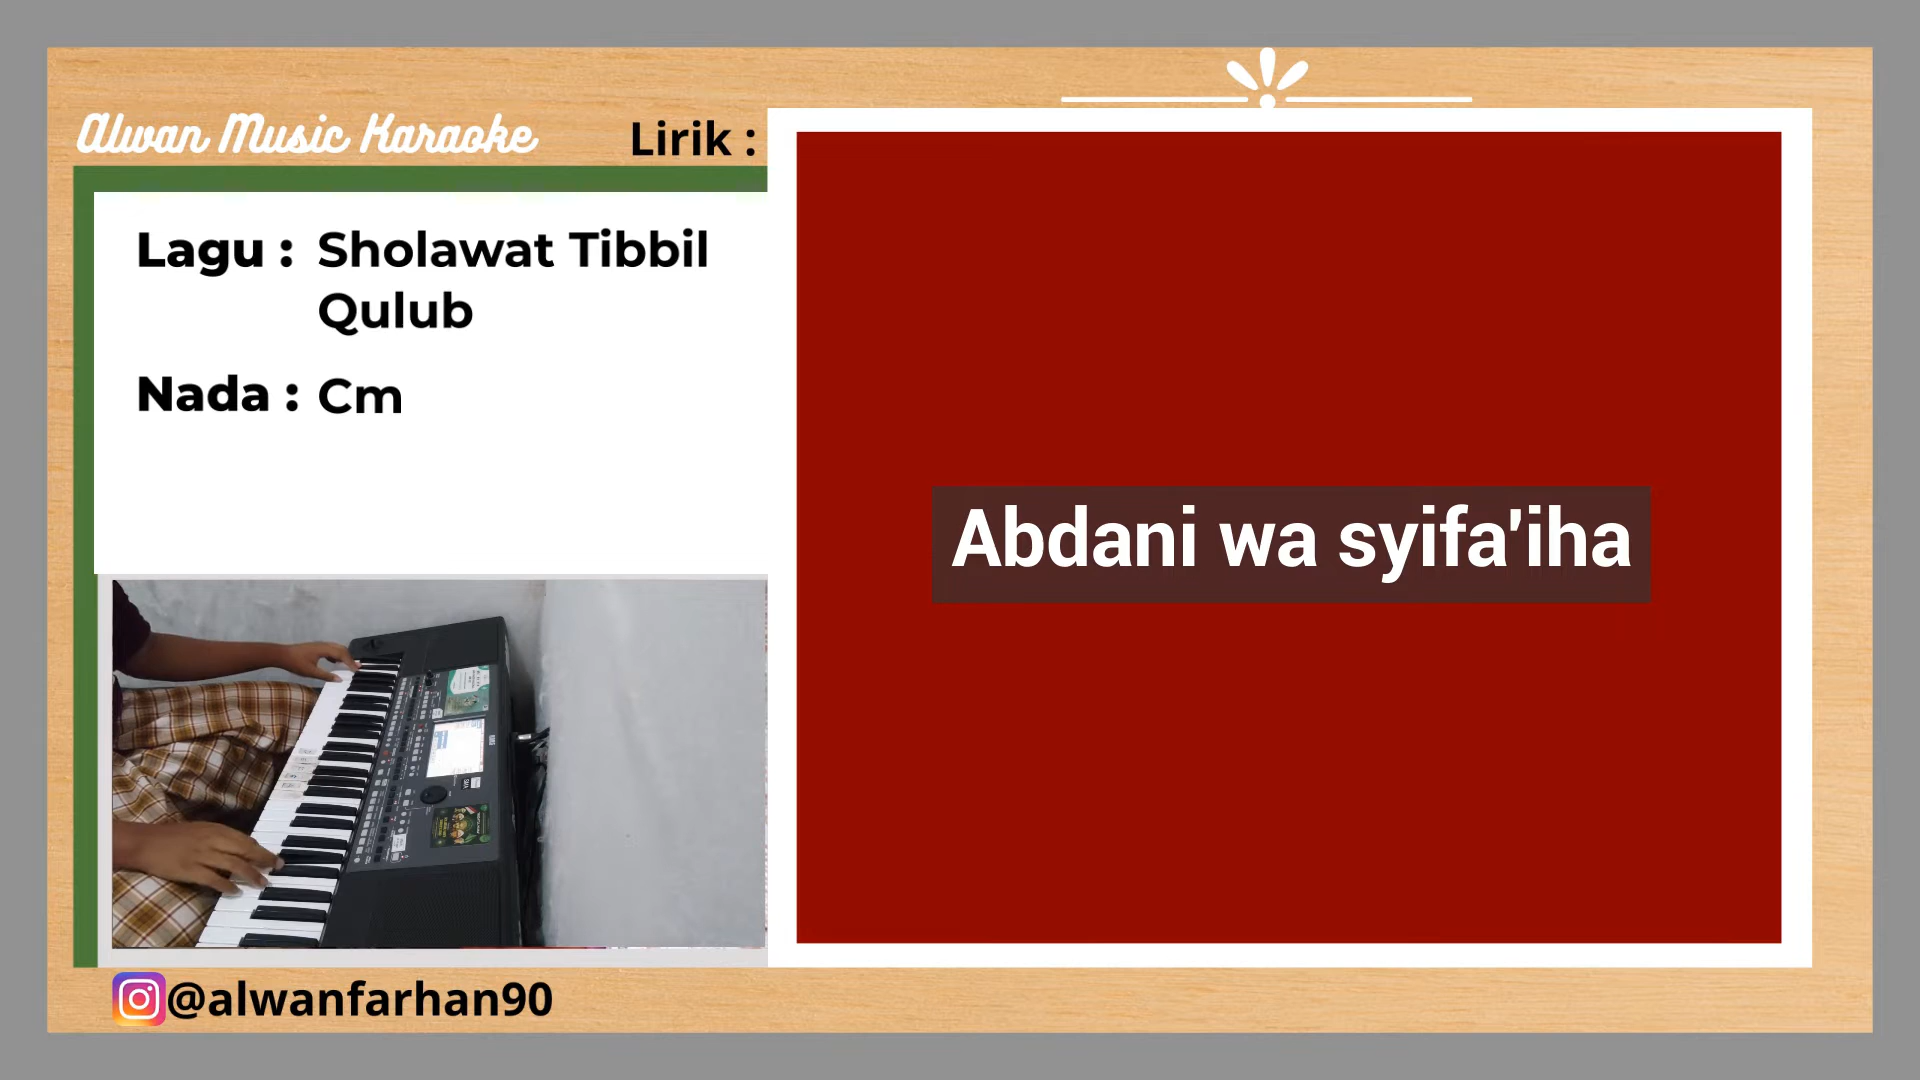 Alwan Music Karaoke
Lirik :
Lagu : Sholawat Tibbil
Qulub
Nada : Cm
Abdani wa syifa'iha
@alwanfarhan90